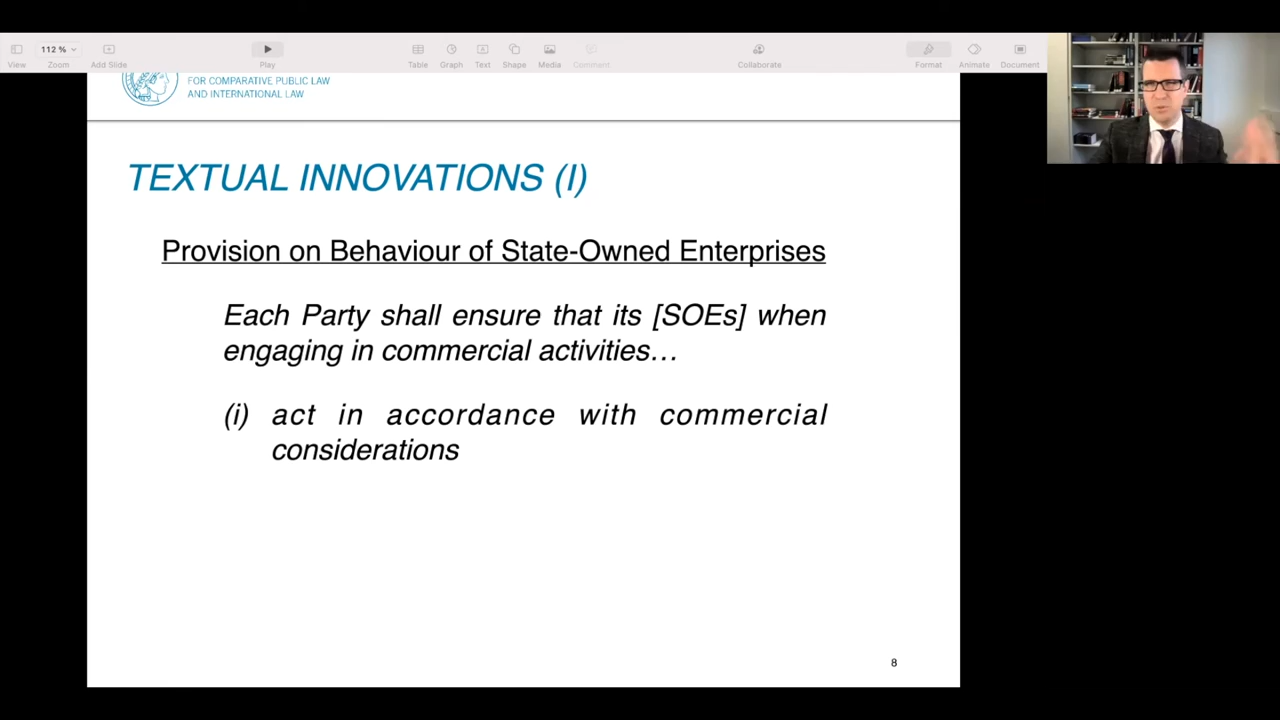 112 %
View
Zoom
Add Slide
Play
Table
Graph
Text
Shape
Media
Comment
Collaborate
Format
Animate
Document
FOR COMPARATIVE PUBLIC LAW
AND INTERNATIONAL LAW
TEXTUAL INNOVATIONS (I)
Provision on Behaviour of State-Owned Enterprises
Each Party shall ensure that its [SOEs] when
engaging in commercial activities…
(i) act in accordance with commercial
considerations
8